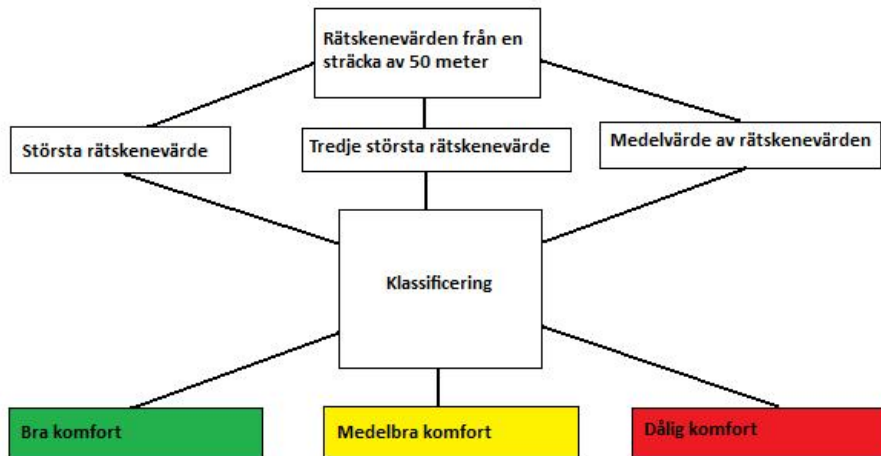 Rätskenevärden från en
sträcka av 50 meter
Största rätskenevärde
Tredje största rätskenevärde
Medelvärde av rätskenevärden
Klassificering
Bra komfort
Medelbra komfort
Dålig komfort